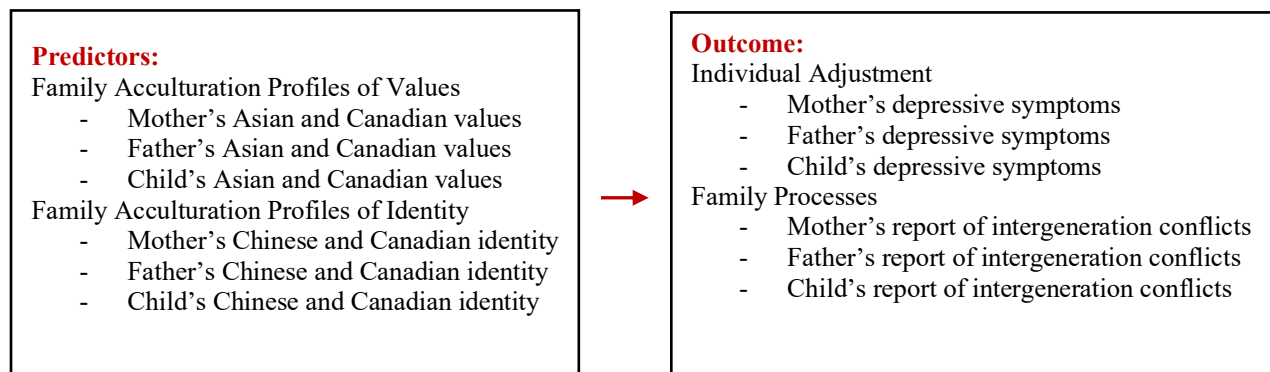 Predictors:
Family Acculturation Profiles of Values
- Mother's Asian and Canadian values
- Father's Asian and Canadian values
- Child's Asian and Canadian values
Family Acculturation Profiles of Identity
- Mother's Chinese and Canadian identity
- Father's Chinese and Canadian identity
- Child's Chinese and Canadian identity
Outcome:
Individual Adjustment
- Mother's depressive symptoms
- Father's depressive symptoms
- Child's depressive symptoms
Family Processes
- Mother's report of intergeneration conflicts
- Father's report of intergeneration conflicts
- Child's report of intergeneration conflicts